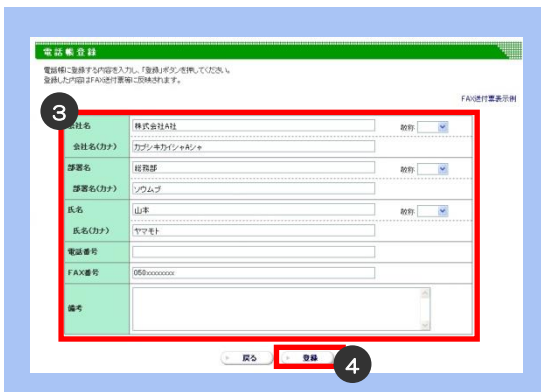 電話帳登録
電話帳に登録する内容を入力し、「登録」ボタンを押してください。
登録した内容はFAX送付票等に反映されます。
FAX送付票表示例
3
会社名 株式会社A社 敬称
会社名(カナ) カブシキカイシャAシャ
部署名 総務部 敬称
部署名(カナ) ソウムブ
氏名 山本 敬称
氏名(カナ) ヤマモト
電話番号
FAX番号 050xxxxxxxx
備考
戻る 登録
4